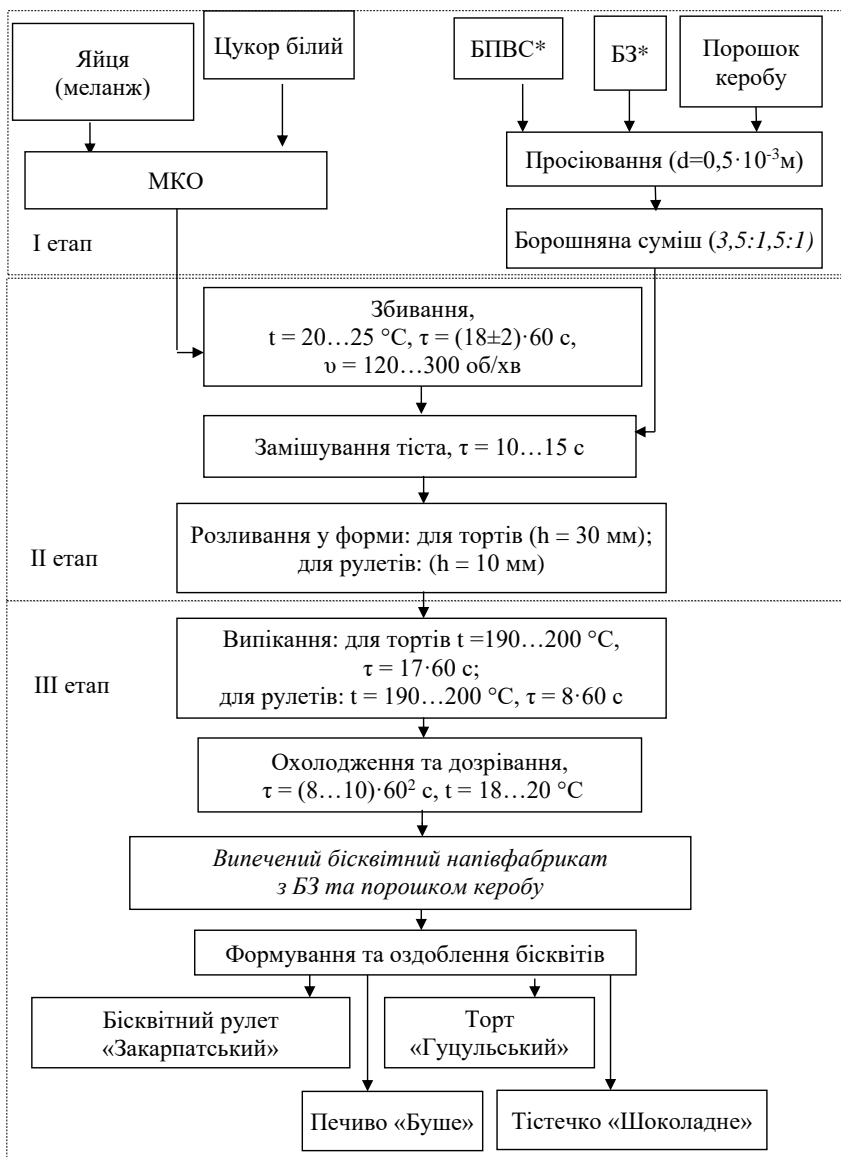 Яйця
(меланж)
Цукор білий
БПВС*
БЗ*
Порошок
керобу
МКО
Просіювання (d=0,5·10⁻³м)
Борошняна суміш (3,5:1,5:1)
І етап
Збивання,
t = 20…25 °С, τ = (18±2)·60 с,
υ = 120…300 об/хв
Замішування тіста, τ = 10…15 с
Розливання у форми: для тортів (h = 30 мм);
для рулетів: (h = 10 мм)
ІІ етап
Випікання: для тортів t =190…200 °С,
τ = 17·60 с;
для рулетів: t = 190…200 °С, τ = 8·60 с
ІІІ етап
Охолодження та дозрівання,
τ = (8…10)·60² с, t = 18…20 °С
Випечений бісквітний напівфабрикат
з БЗ та порошком керобу
Формування та оздоблення бісквітів
Бісквітний рулет
«Закарпатський»
Торт
«Гуцульський»
Печиво «Буше»
Тістечко «Шоколадне»